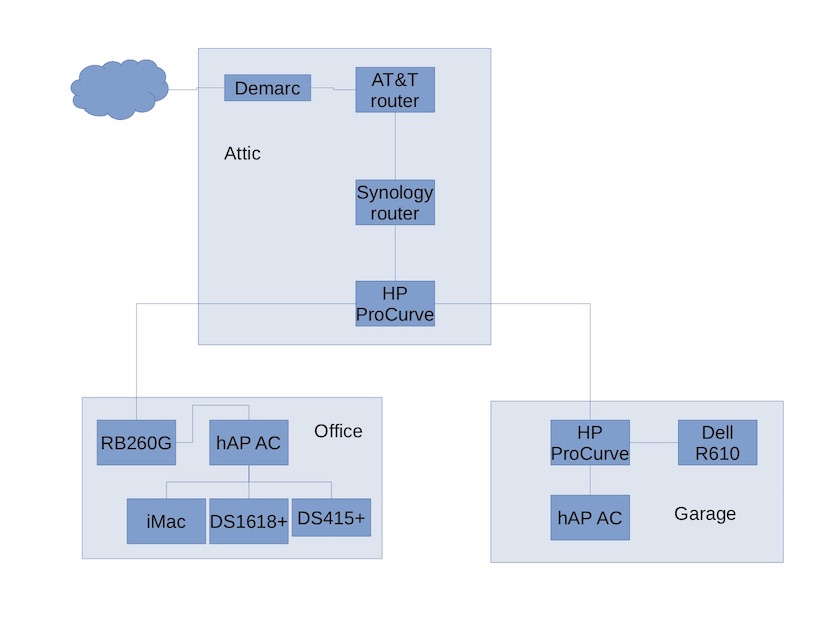 Demarc
AT&T
router
Attic
Synology
router
HP
ProCurve
RB260G
hAP AC
Office
iMac
DS1618+
DS415+
HP
ProCurve
Dell
R610
hAP AC
Garage